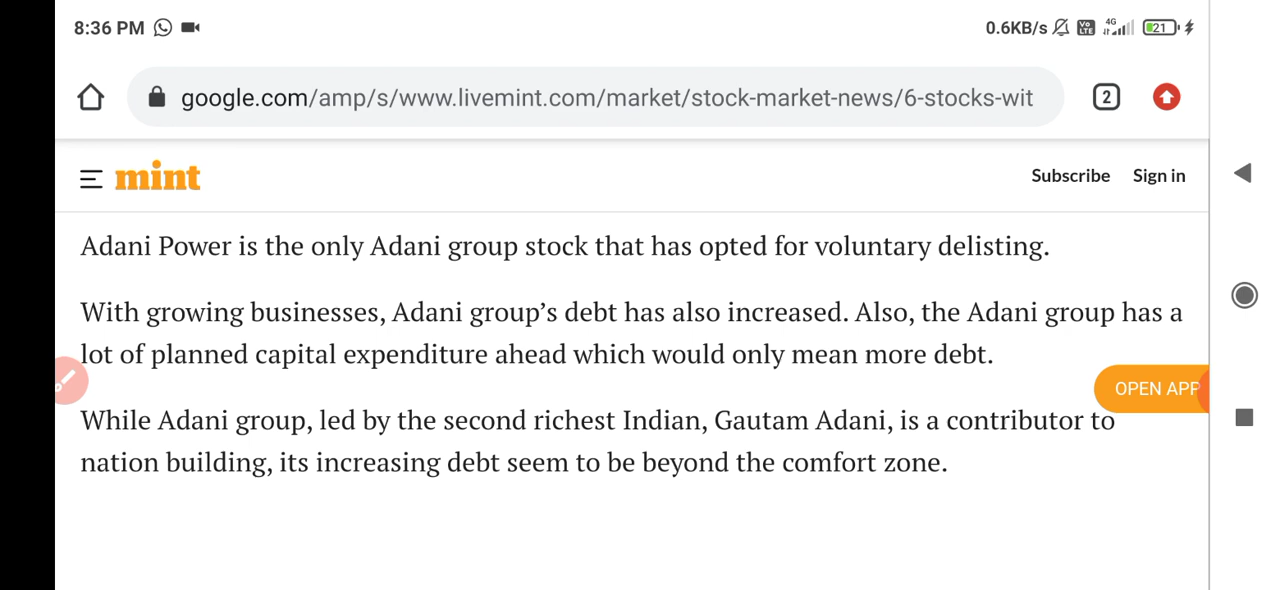 8:36 PM 0.6KB/s Vo LTE 4G 21
google.com/amp/s/www.livemint.com/market/stock-market-news/6-stocks-wit 2
mint Subscribe Sign in
Adani Power is the only Adani group stock that has opted for voluntary delisting.
With growing businesses, Adani group’s debt has also increased. Also, the Adani group has a
lot of planned capital expenditure ahead which would only mean more debt.
OPEN APP
While Adani group, led by the second richest Indian, Gautam Adani, is a contributor to
nation building, its increasing debt seem to be beyond the comfort zone.